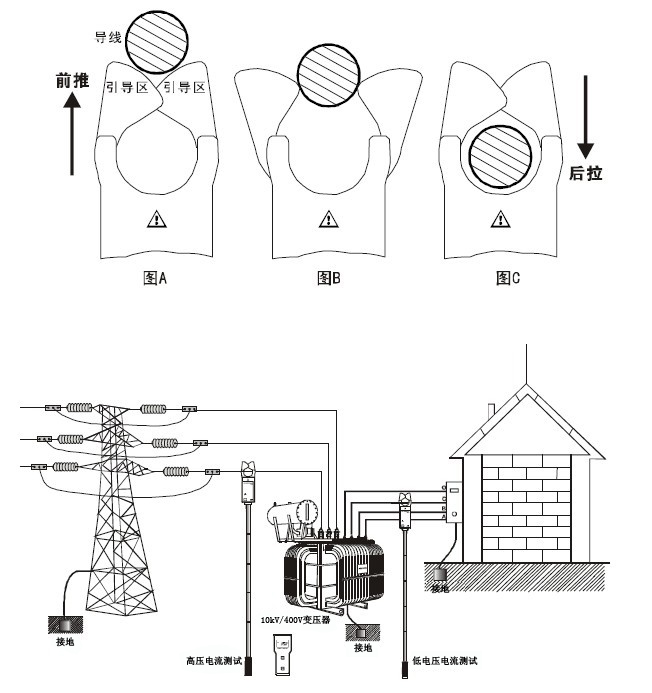 导线
前推
引导区 引导区
后拉
图A
图B
图C
C
B
A
接地
10kV/400V变压器
接地
接地
高压电流测试
低电压电流测试